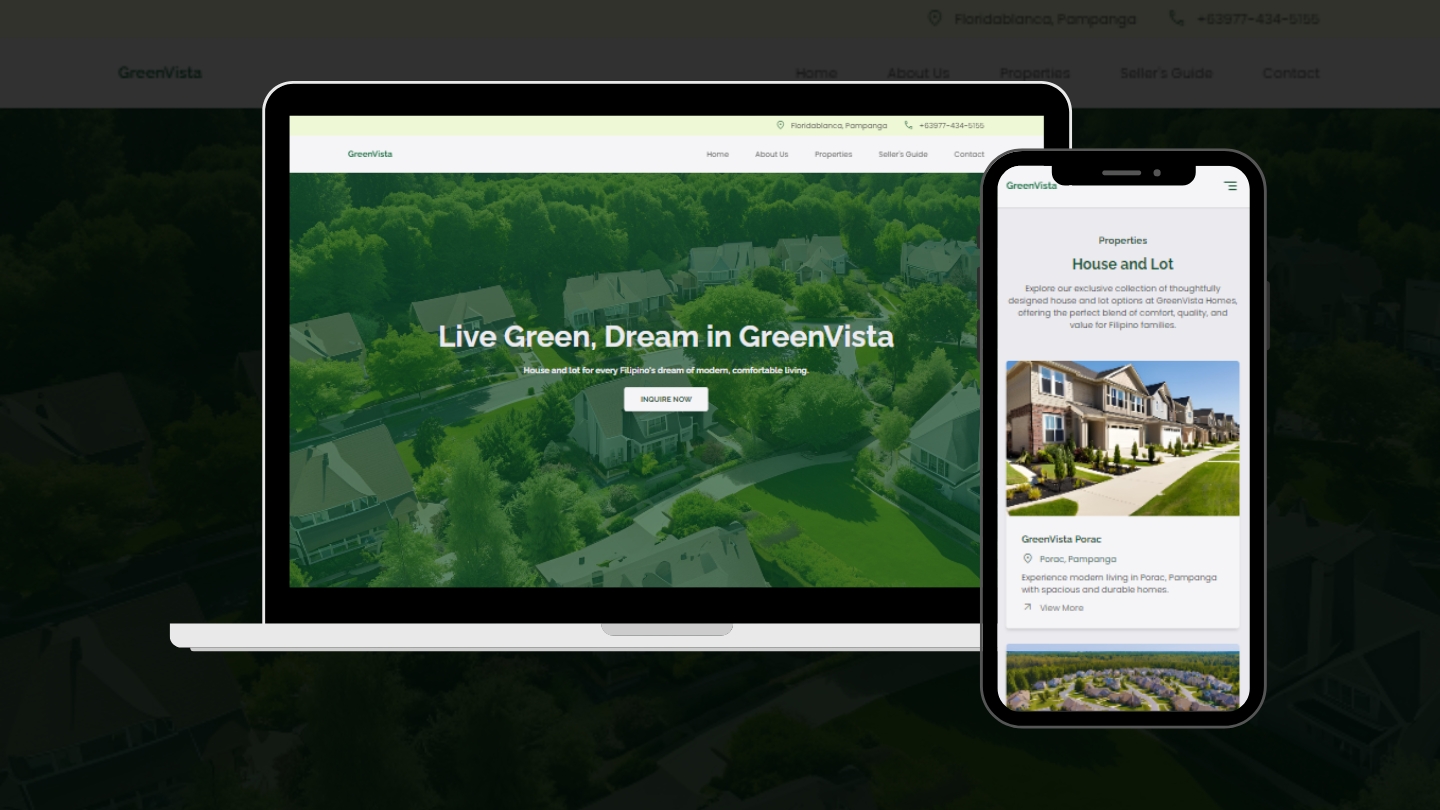 Floridablanca, Pampanga +63977-434-5155
GreenVista Home About Us Properties Seller's Guide Contact
Floridablanca, Pampanga +63977-434-5155
GreenVista Home About Us Properties Seller's Guide Contact
Live Green, Dream in GreenVista
House and lot for every Filipino's dream of modern, comfortable living.
INQUIRE NOW
GreenVista
Properties
House and Lot
Explore our exclusive collection of thoughtfully
designed house and lot options at GreenVista Homes,
offering the perfect blend of comfort, quality, and
value for Filipino families.
GreenVista Porac
Porac, Pampanga
Experience modern living in Porac, Pampanga
with spacious and durable homes.
View More